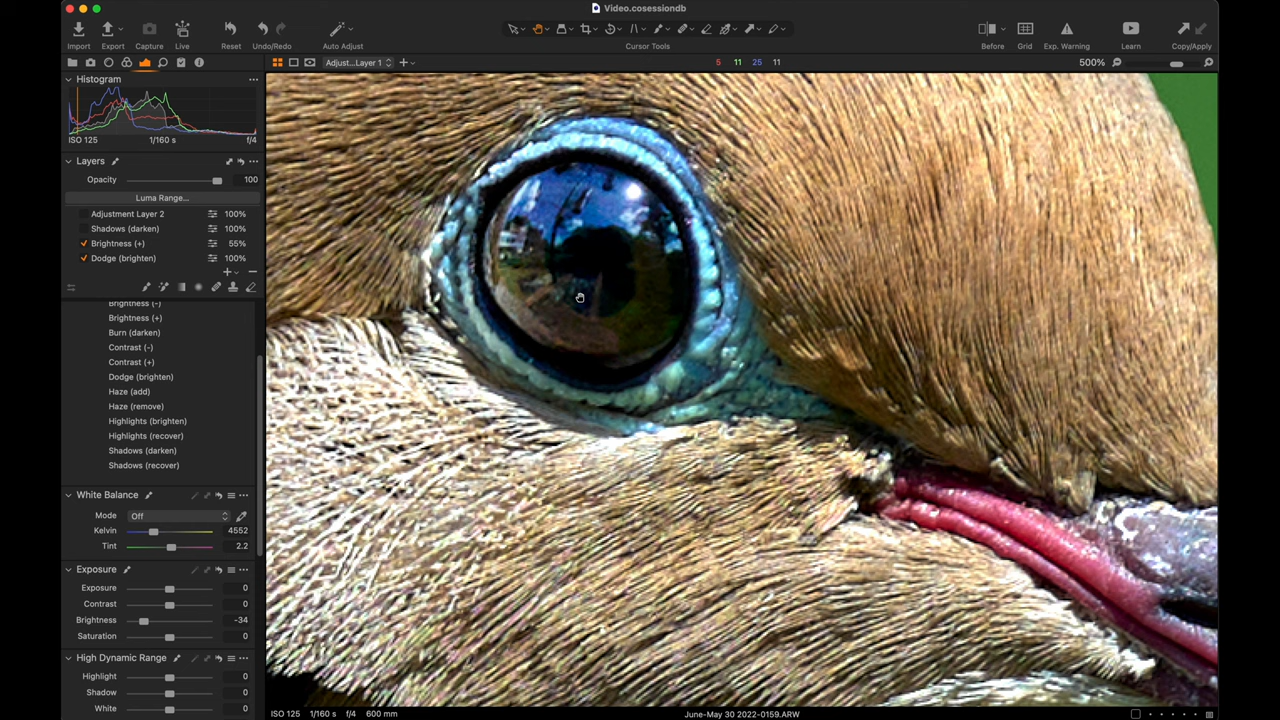 Video.cosessiondb
Import Export Capture Live Reset Undo/Redo Auto Adjust Cursor Tools Before Grid Exp. Warning Learn Copy/Apply
Adjust...Layer 1 5 11 25 11 500%
Histogram
ISO 125 1/160 s f/4
Layers
Opacity 100
Luma Range...
Adjustment Layer 2 100%
Shadows (darken) 100%
Brightness (+) 55%
Dodge (brighten) 100%
Brightness (-)
Brightness (+)
Burn (darken)
Contrast (-)
Contrast (+)
Dodge (brighten)
Haze (add)
Haze (remove)
Highlights (brighten)
Highlights (recover)
Shadows (darken)
Shadows (recover)
White Balance
Mode Off
Kelvin 4552
Tint 2.2
Exposure
Exposure 0
Contrast 0
Brightness -34
Saturation 0
High Dynamic Range
Highlight 0
Shadow 0
White 0
ISO 125 1/160 s f/4 600 mm June-May 30 2022-0159.ARW